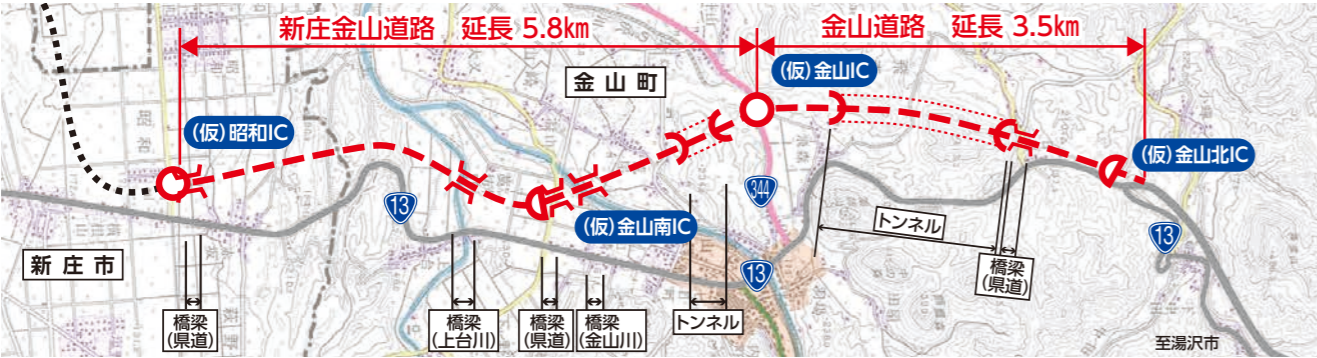 新庄金山道路 延長 5.8㎞
金山道路 延長 3.5㎞
金山町
(仮)金山IC
(仮)昭和IC
(仮)金山北IC
昭和
344
13
(仮)金山南IC
トンネル
13
新庄市
13
橋梁
(県道)
橋梁
(県道)
橋梁
(上台川)
橋梁
(県道)
橋梁
(金山川)
トンネル
至湯沢市